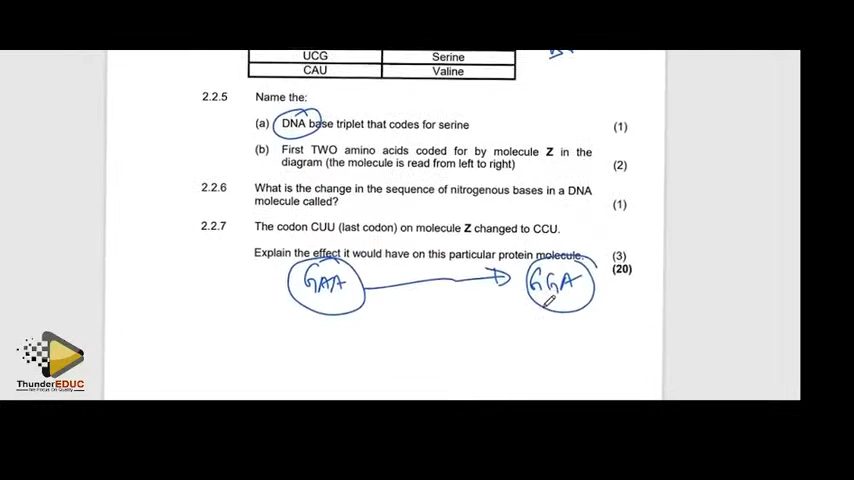 UCG Serine
CAU Valine
2.2.5 Name the:
(a) DNA base triplet that codes for serine (1)
(b) First TWO amino acids coded for by molecule Z in the
diagram (the molecule is read from left to right) (2)
2.2.6 What is the change in the sequence of nitrogenous bases in a DNA
molecule called? (1)
2.2.7 The codon CUU (last codon) on molecule Z changed to CCU.
Explain the effect it would have on this particular protein molecule. (3)
(20)
GAA GGA
ThunderEDUC
We Focus On Quality